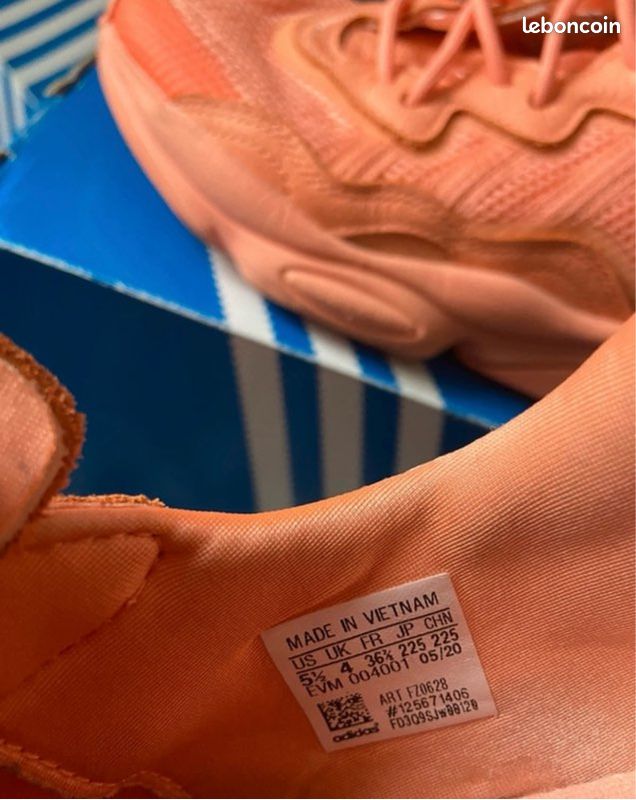 leboncoin
MADE IN VIETNAM
US UK FR JP CHN
5½ 4 36⅔ 225 225
EVM 004001 05/20
ART FZ0628
#125671406
FD3Q9SJW00120
adidas